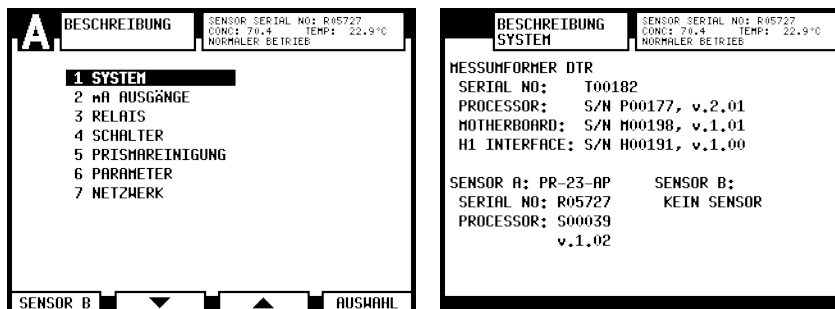 A
BESCHREIBUNG
SENSOR SERIAL NO: R05727
CONC: 70.4 TEMP: 22.9°C
NORMALER BETRIEB
1 SYSTEM
2 mA AUSGÄNGE
3 RELAIS
4 SCHALTER
5 PRISMAREINIGUNG
6 PARAMETER
7 NETZWERK
SENSOR B
AUSWAHL
BESCHREIBUNG
SYSTEM
SENSOR SERIAL NO: R05727
CONC: 70.4 TEMP: 22.9°C
NORMALER BETRIEB
MESSUMFORMER DTR
SERIAL NO: T00182
PROCESSOR: S/N P00177, v.2.01
MOTHERBOARD: S/N M00198, v.1.01
H1 INTERFACE: S/N H00191, v.1.00
SENSOR A: PR-23-AP SENSOR B:
SERIAL NO: R05727 KEIN SENSOR
PROCESSOR: S00039
v.1.02